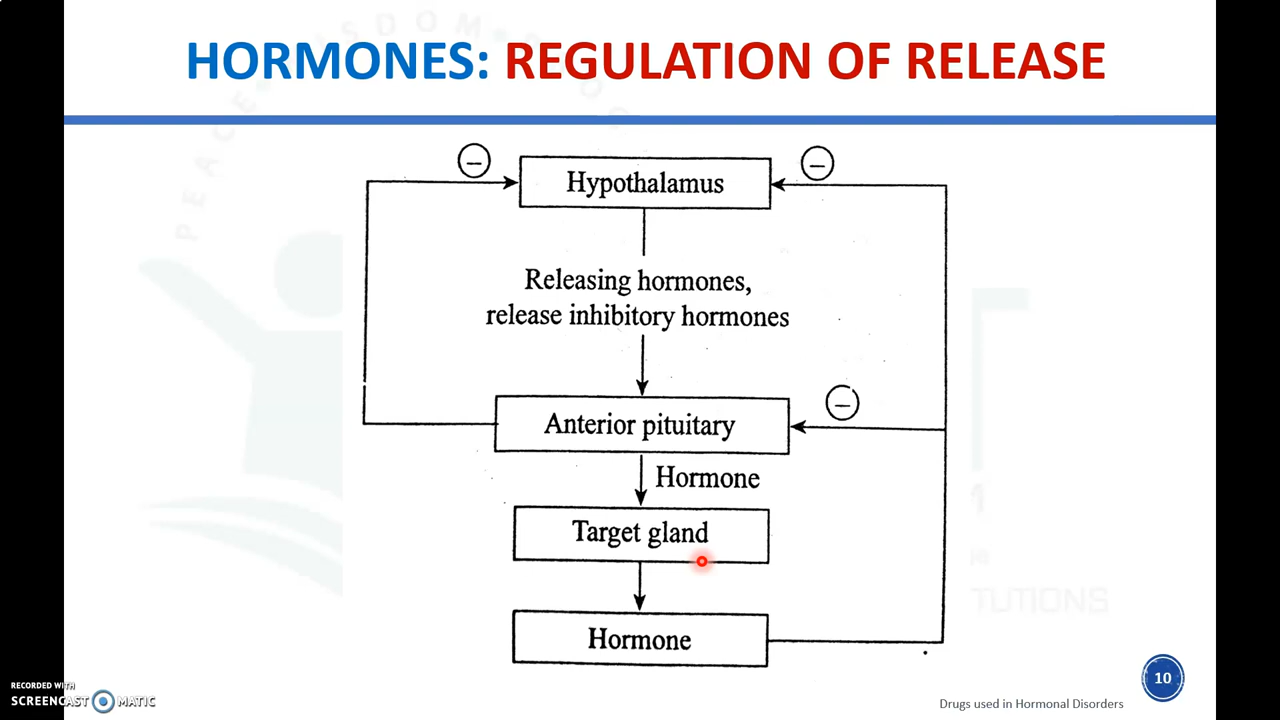 HORMONES: REGULATION OF RELEASE
−
Hypothalamus
−
Releasing hormones,
release inhibitory hormones
−
Anterior pituitary
Hormone
Target gland
Hormone
TUTIONS
10
Drugs used in Hormonal Disorders
RECORDED WITH
SCREENCAST MATIC